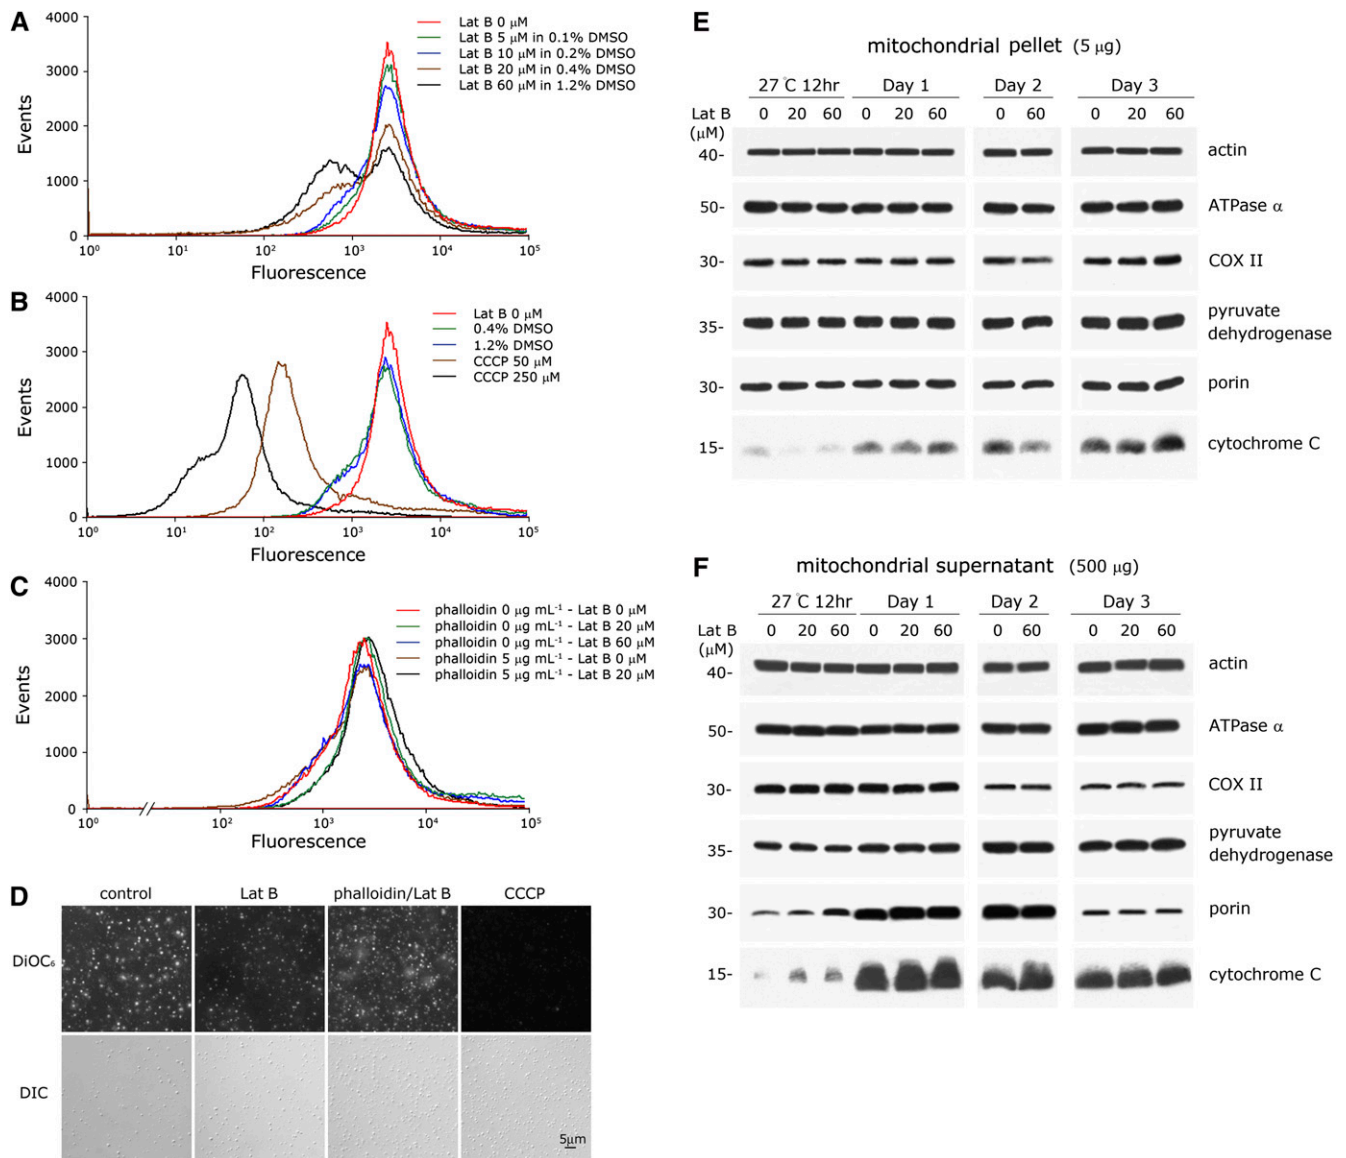 A
4000
3000
2000
1000
0
Events
10⁰ 10¹ 10² 10³ 10⁴ 10⁵
Fluorescence
Lat B 0 μM
Lat B 5 μM in 0.1% DMSO
Lat B 10 μM in 0.2% DMSO
Lat B 20 μM in 0.4% DMSO
Lat B 60 μM in 1.2% DMSO
B
4000
3000
2000
1000
0
Events
10⁰ 10¹ 10² 10³ 10⁴ 10⁵
Fluorescence
Lat B 0 μM
0.4% DMSO
1.2% DMSO
CCCP 50 μM
CCCP 250 μM
C
4000
3000
2000
1000
0
Events
10⁰ 10² 10³ 10⁴ 10⁵
Fluorescence
phalloidin 0 μg mL⁻¹ - Lat B 0 μM
phalloidin 0 μg mL⁻¹ - Lat B 20 μM
phalloidin 0 μg mL⁻¹ - Lat B 60 μM
phalloidin 5 μg mL⁻¹ - Lat B 0 μM
phalloidin 5 μg mL⁻¹ - Lat B 20 μM
D
control Lat B phalloidin/Lat B CCCP
DiOC₆
DIC
5μm
E
mitochondrial pellet (5 μg)
27°C 12hr Day 1 Day 2 Day 3
Lat B 0 20 60 0 20 60 0 60 0 20 60
(μM)
40- actin
50- ATPase α
30- COX II
35- pyruvate
dehydrogenase
30- porin
15- cytochrome C
F
mitochondrial supernatant (500 μg)
27°C 12hr Day 1 Day 2 Day 3
Lat B 0 20 60 0 20 60 0 60 0 20 60
(μM)
40- actin
50- ATPase α
30- COX II
35- pyruvate
dehydrogenase
30- porin
15- cytochrome C